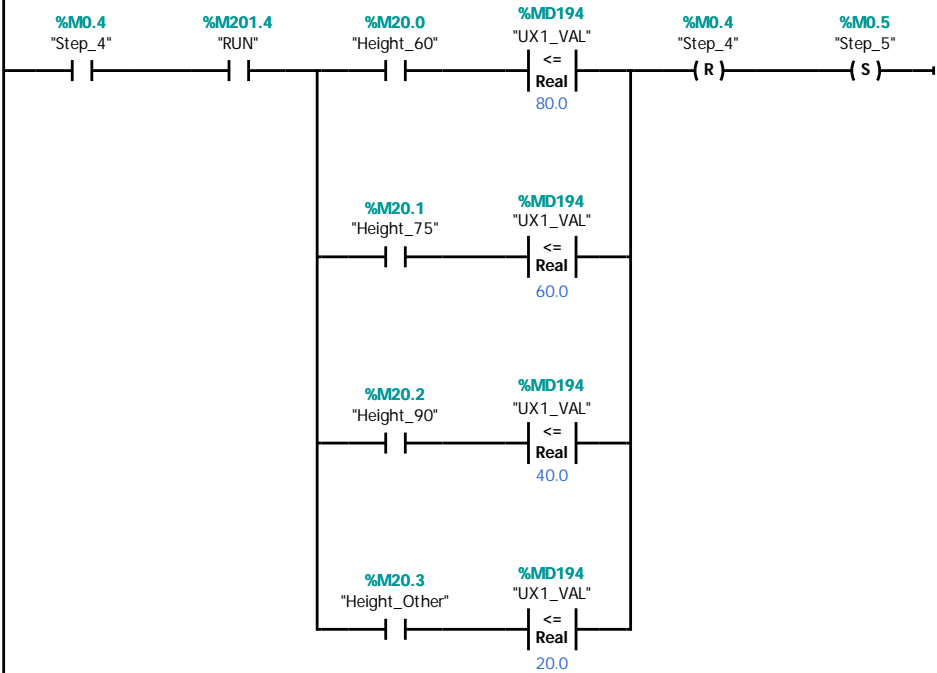 %M0.4
"Step_4"
%M201.4
"RUN"
%M20.0
"Height_60"
%MD194
"UX1_VAL"
<=
Real
80.0
%M0.4
"Step_4"
R
%M0.5
"Step_5"
S
%M20.1
"Height_75"
%MD194
"UX1_VAL"
<=
Real
60.0
%M20.2
"Height_90"
%MD194
"UX1_VAL"
<=
Real
40.0
%M20.3
"Height_Other"
%MD194
"UX1_VAL"
<=
Real
20.0